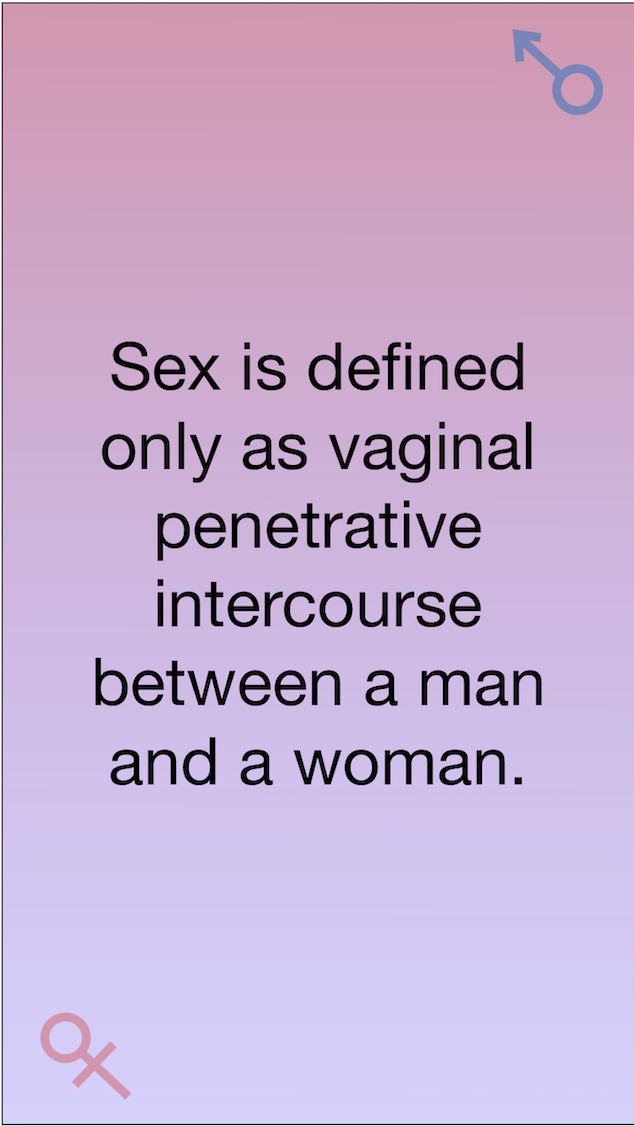 Sex is defined
only as vaginal
penetrative
intercourse
between a man
and a woman.